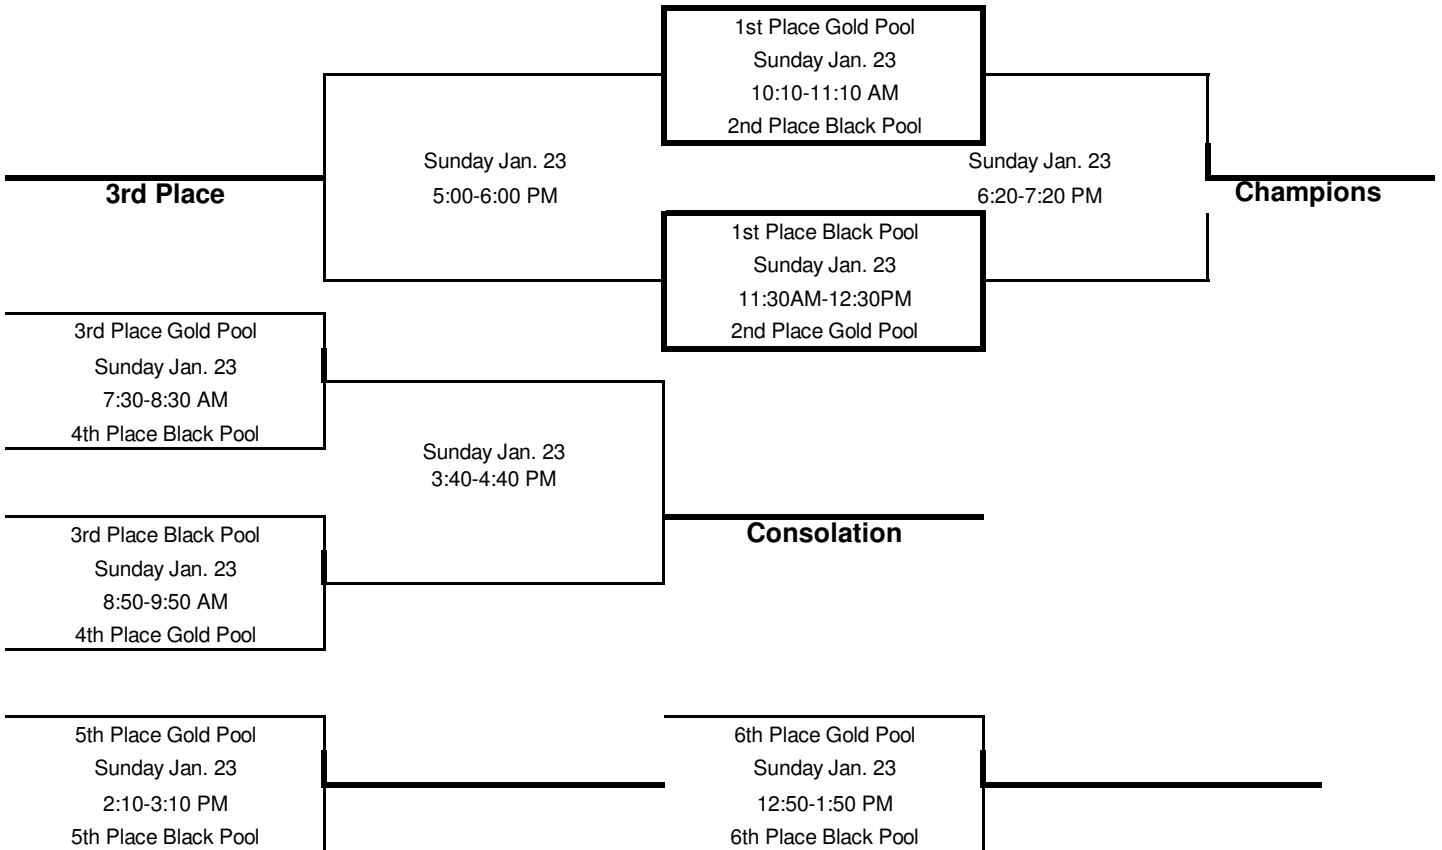 1st Place Gold Pool
Sunday Jan. 23
10:10-11:10 AM
2nd Place Black Pool
Sunday Jan. 23
5:00-6:00 PM
3rd Place
Sunday Jan. 23
6:20-7:20 PM
Champions
1st Place Black Pool
Sunday Jan. 23
11:30AM-12:30PM
2nd Place Gold Pool
3rd Place Gold Pool
Sunday Jan. 23
7:30-8:30 AM
4th Place Black Pool
Sunday Jan. 23
3:40-4:40 PM
Consolation
3rd Place Black Pool
Sunday Jan. 23
8:50-9:50 AM
4th Place Gold Pool
5th Place Gold Pool
Sunday Jan. 23
2:10-3:10 PM
5th Place Black Pool
6th Place Gold Pool
Sunday Jan. 23
12:50-1:50 PM
6th Place Black Pool